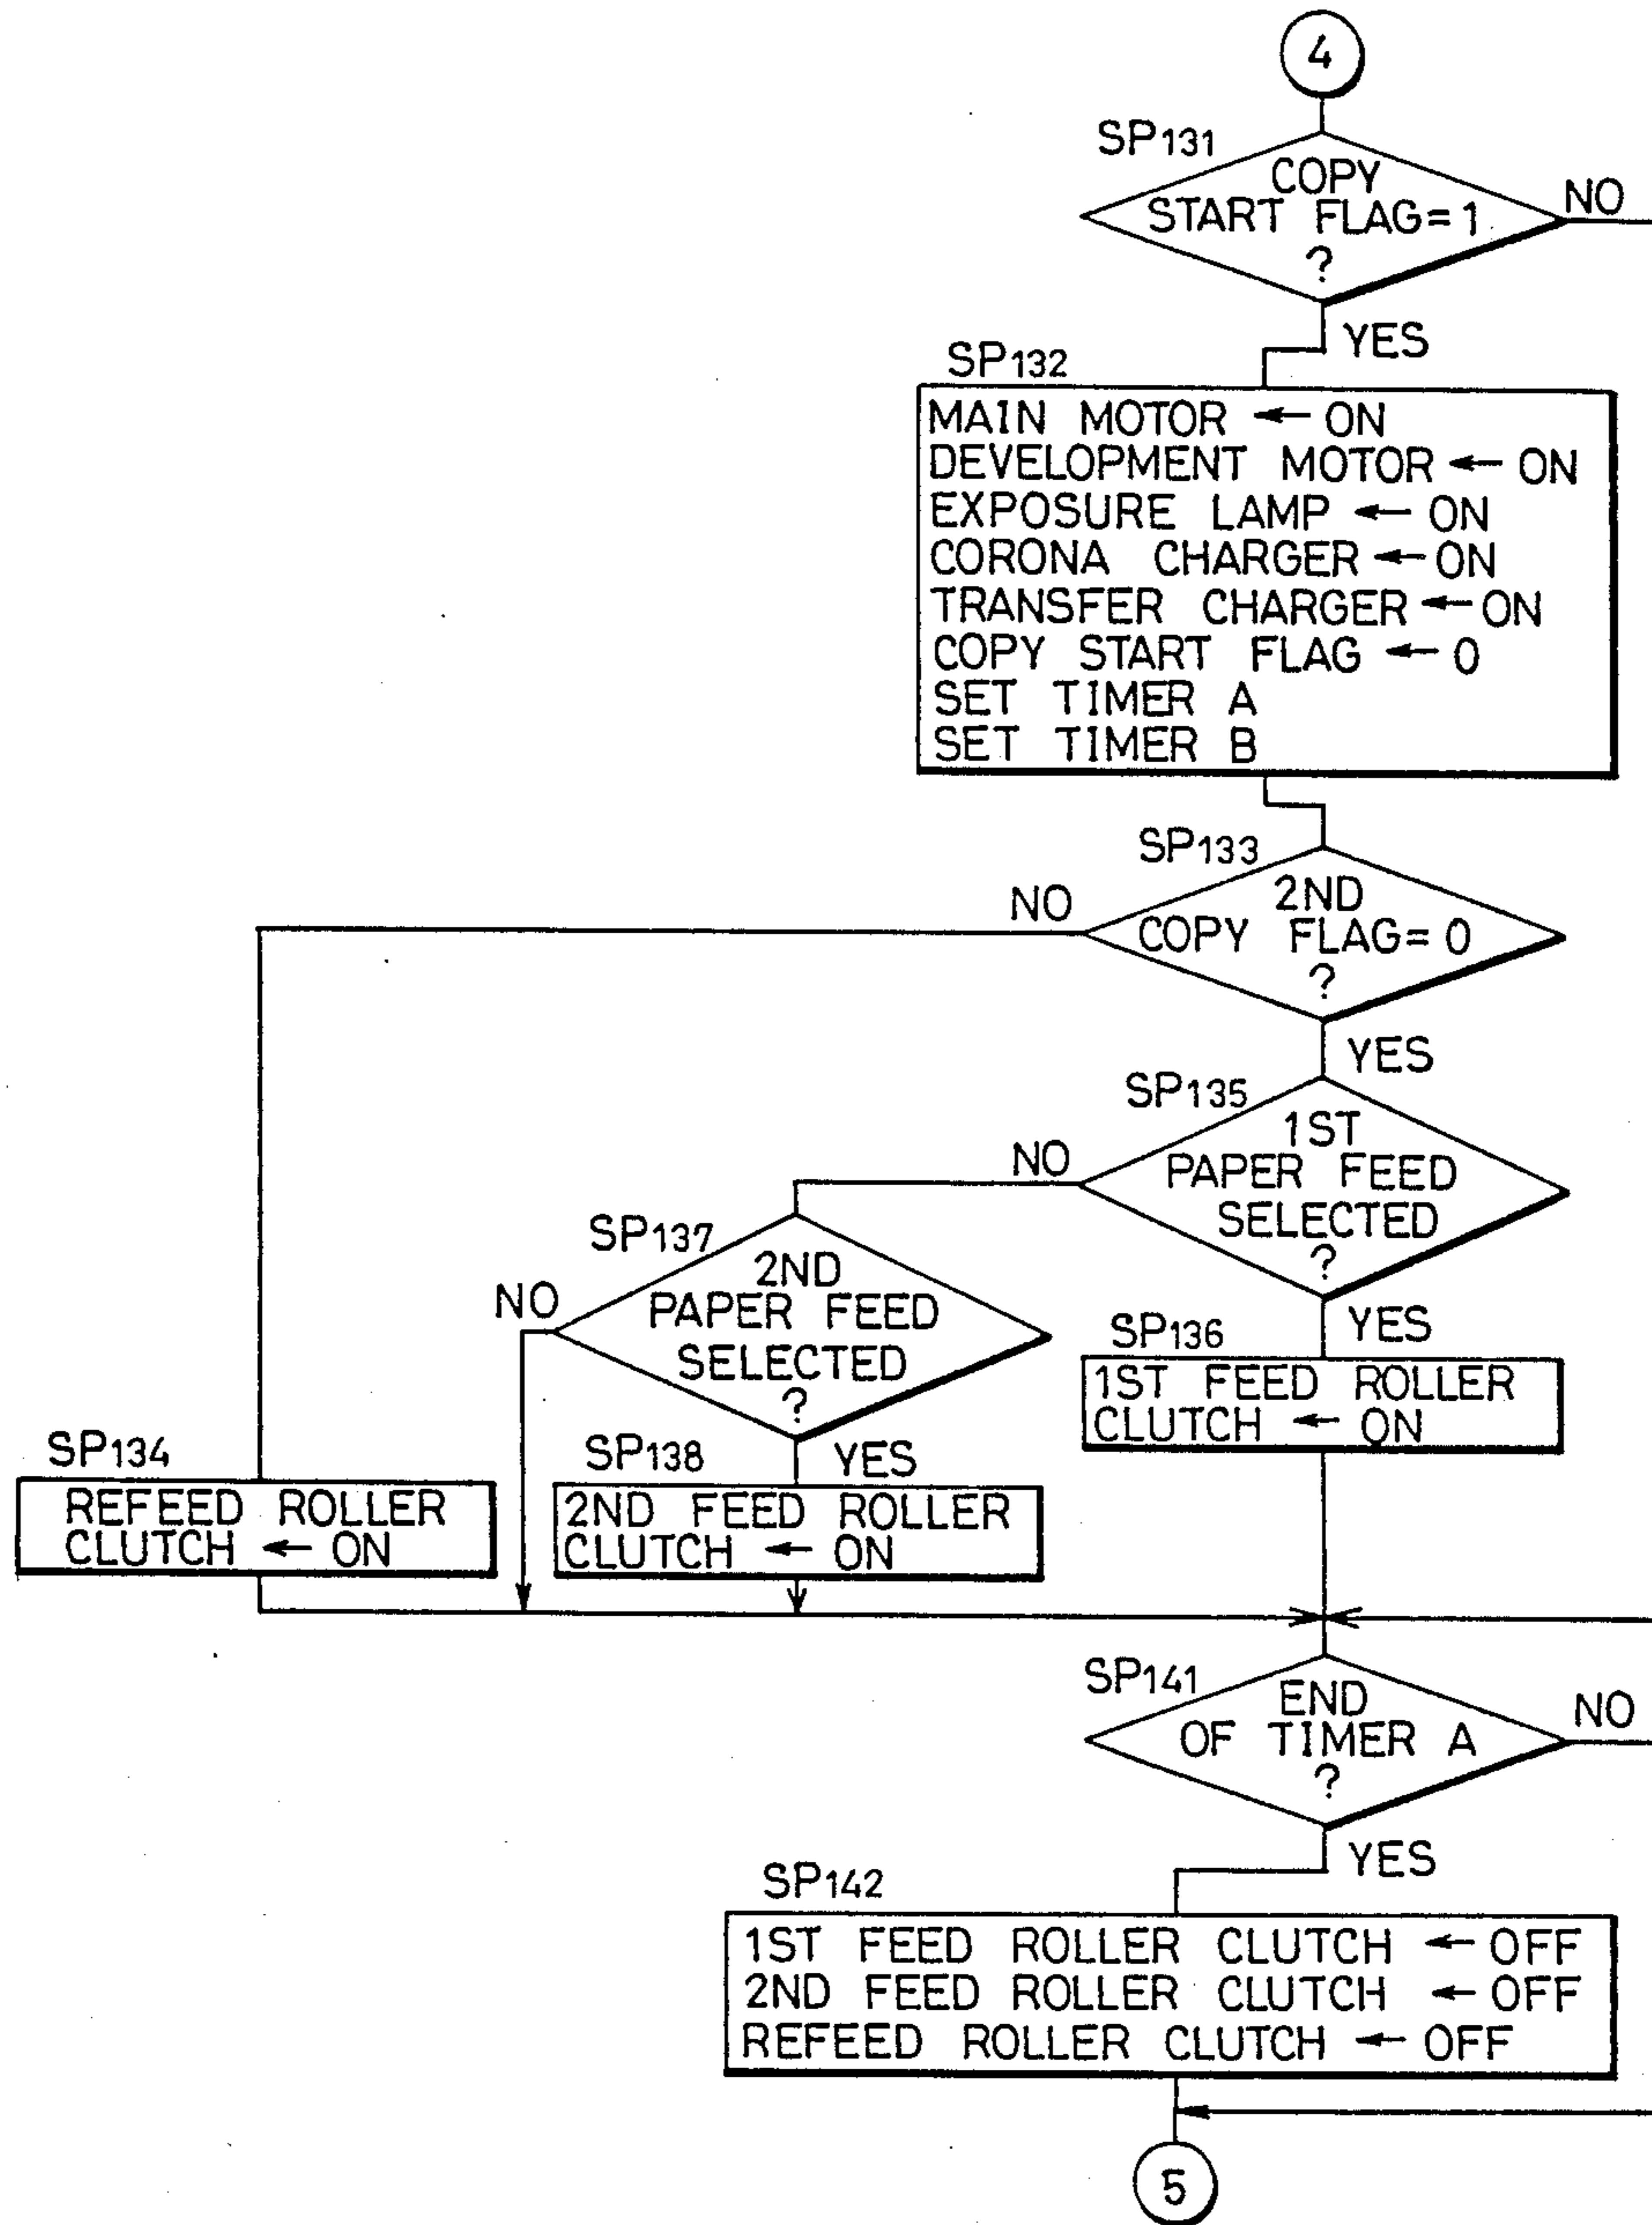 4
SP131
COPY
START FLAG=1
?
NO
YES
SP132
MAIN MOTOR ← ON
DEVELOPMENT MOTOR ← ON
EXPOSURE LAMP ← ON
CORONA CHARGER ← ON
TRANSFER CHARGER ← ON
COPY START FLAG ← 0
SET TIMER A
SET TIMER B
SP133
NO
2ND
COPY FLAG=0
?
YES
SP135
NO
1ST
PAPER FEED
SELECTED
?
SP137
NO
2ND
PAPER FEED
SELECTED
?
YES
SP136
1ST FEED ROLLER
CLUTCH ← ON
SP134
REFEED ROLLER
CLUTCH ← ON
SP138
YES
2ND FEED ROLLER
CLUTCH ← ON
SP141
END
OF TIMER A
?
NO
YES
SP142
1ST FEED ROLLER CLUTCH ← OFF
2ND FEED ROLLER CLUTCH ← OFF
REFEED ROLLER CLUTCH ← OFF
5